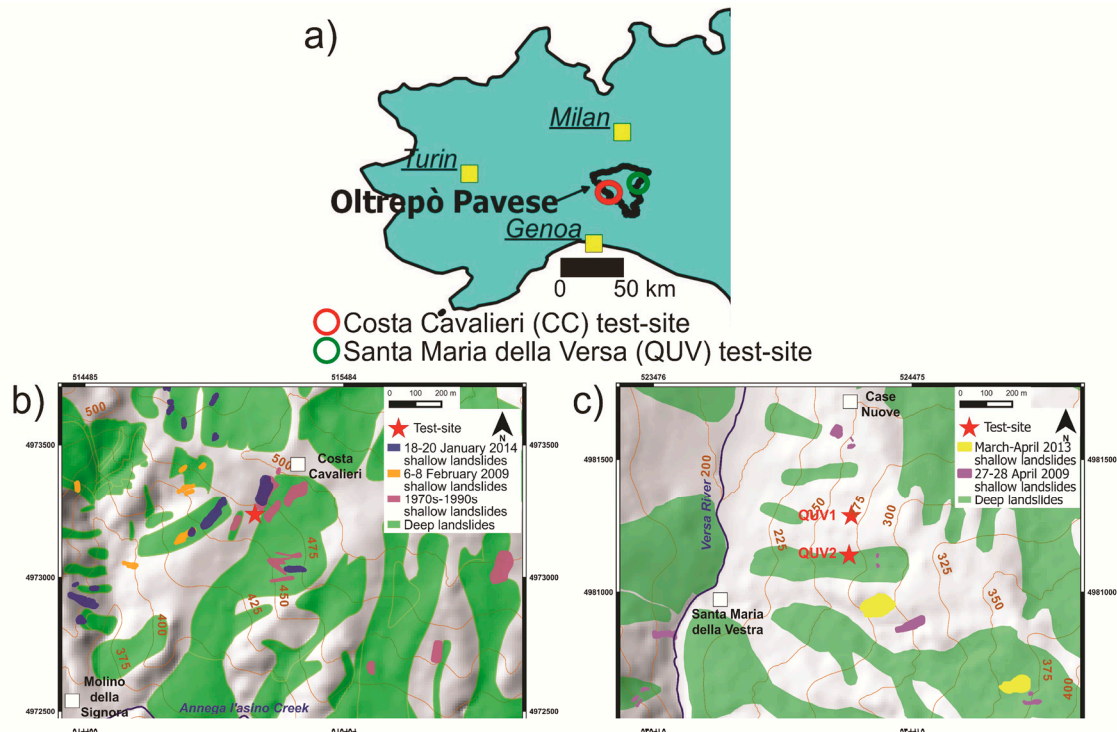 a)
Milan
Turin
Oltrepò Pavese
Genoa
0 50 km
Costa Cavalieri (CC) test-site
Santa Maria della Versa (QUV) test-site
b)
514485 515484
4973500
4973000
4972500
0 100 200 m
N
Test-site
18-20 January 2014
shallow landslides
6-8 February 2009
shallow landslides
1970s-1990s
shallow landslides
Deep landslides
500
500
Costa
Cavalieri
475
450
425
400
375
Molino
della
Signora
Annega l'asino Creek
c)
523476 524475
4981500
4981000
0 100 200 m
N
Test-site
March-April 2013
shallow landslides
27-28 April 2009
shallow landslides
Deep landslides
Case
Nuove
Versa River 200
QUV1
QUV2
225
300
325
350
375
400
Santa Maria
della Vestra